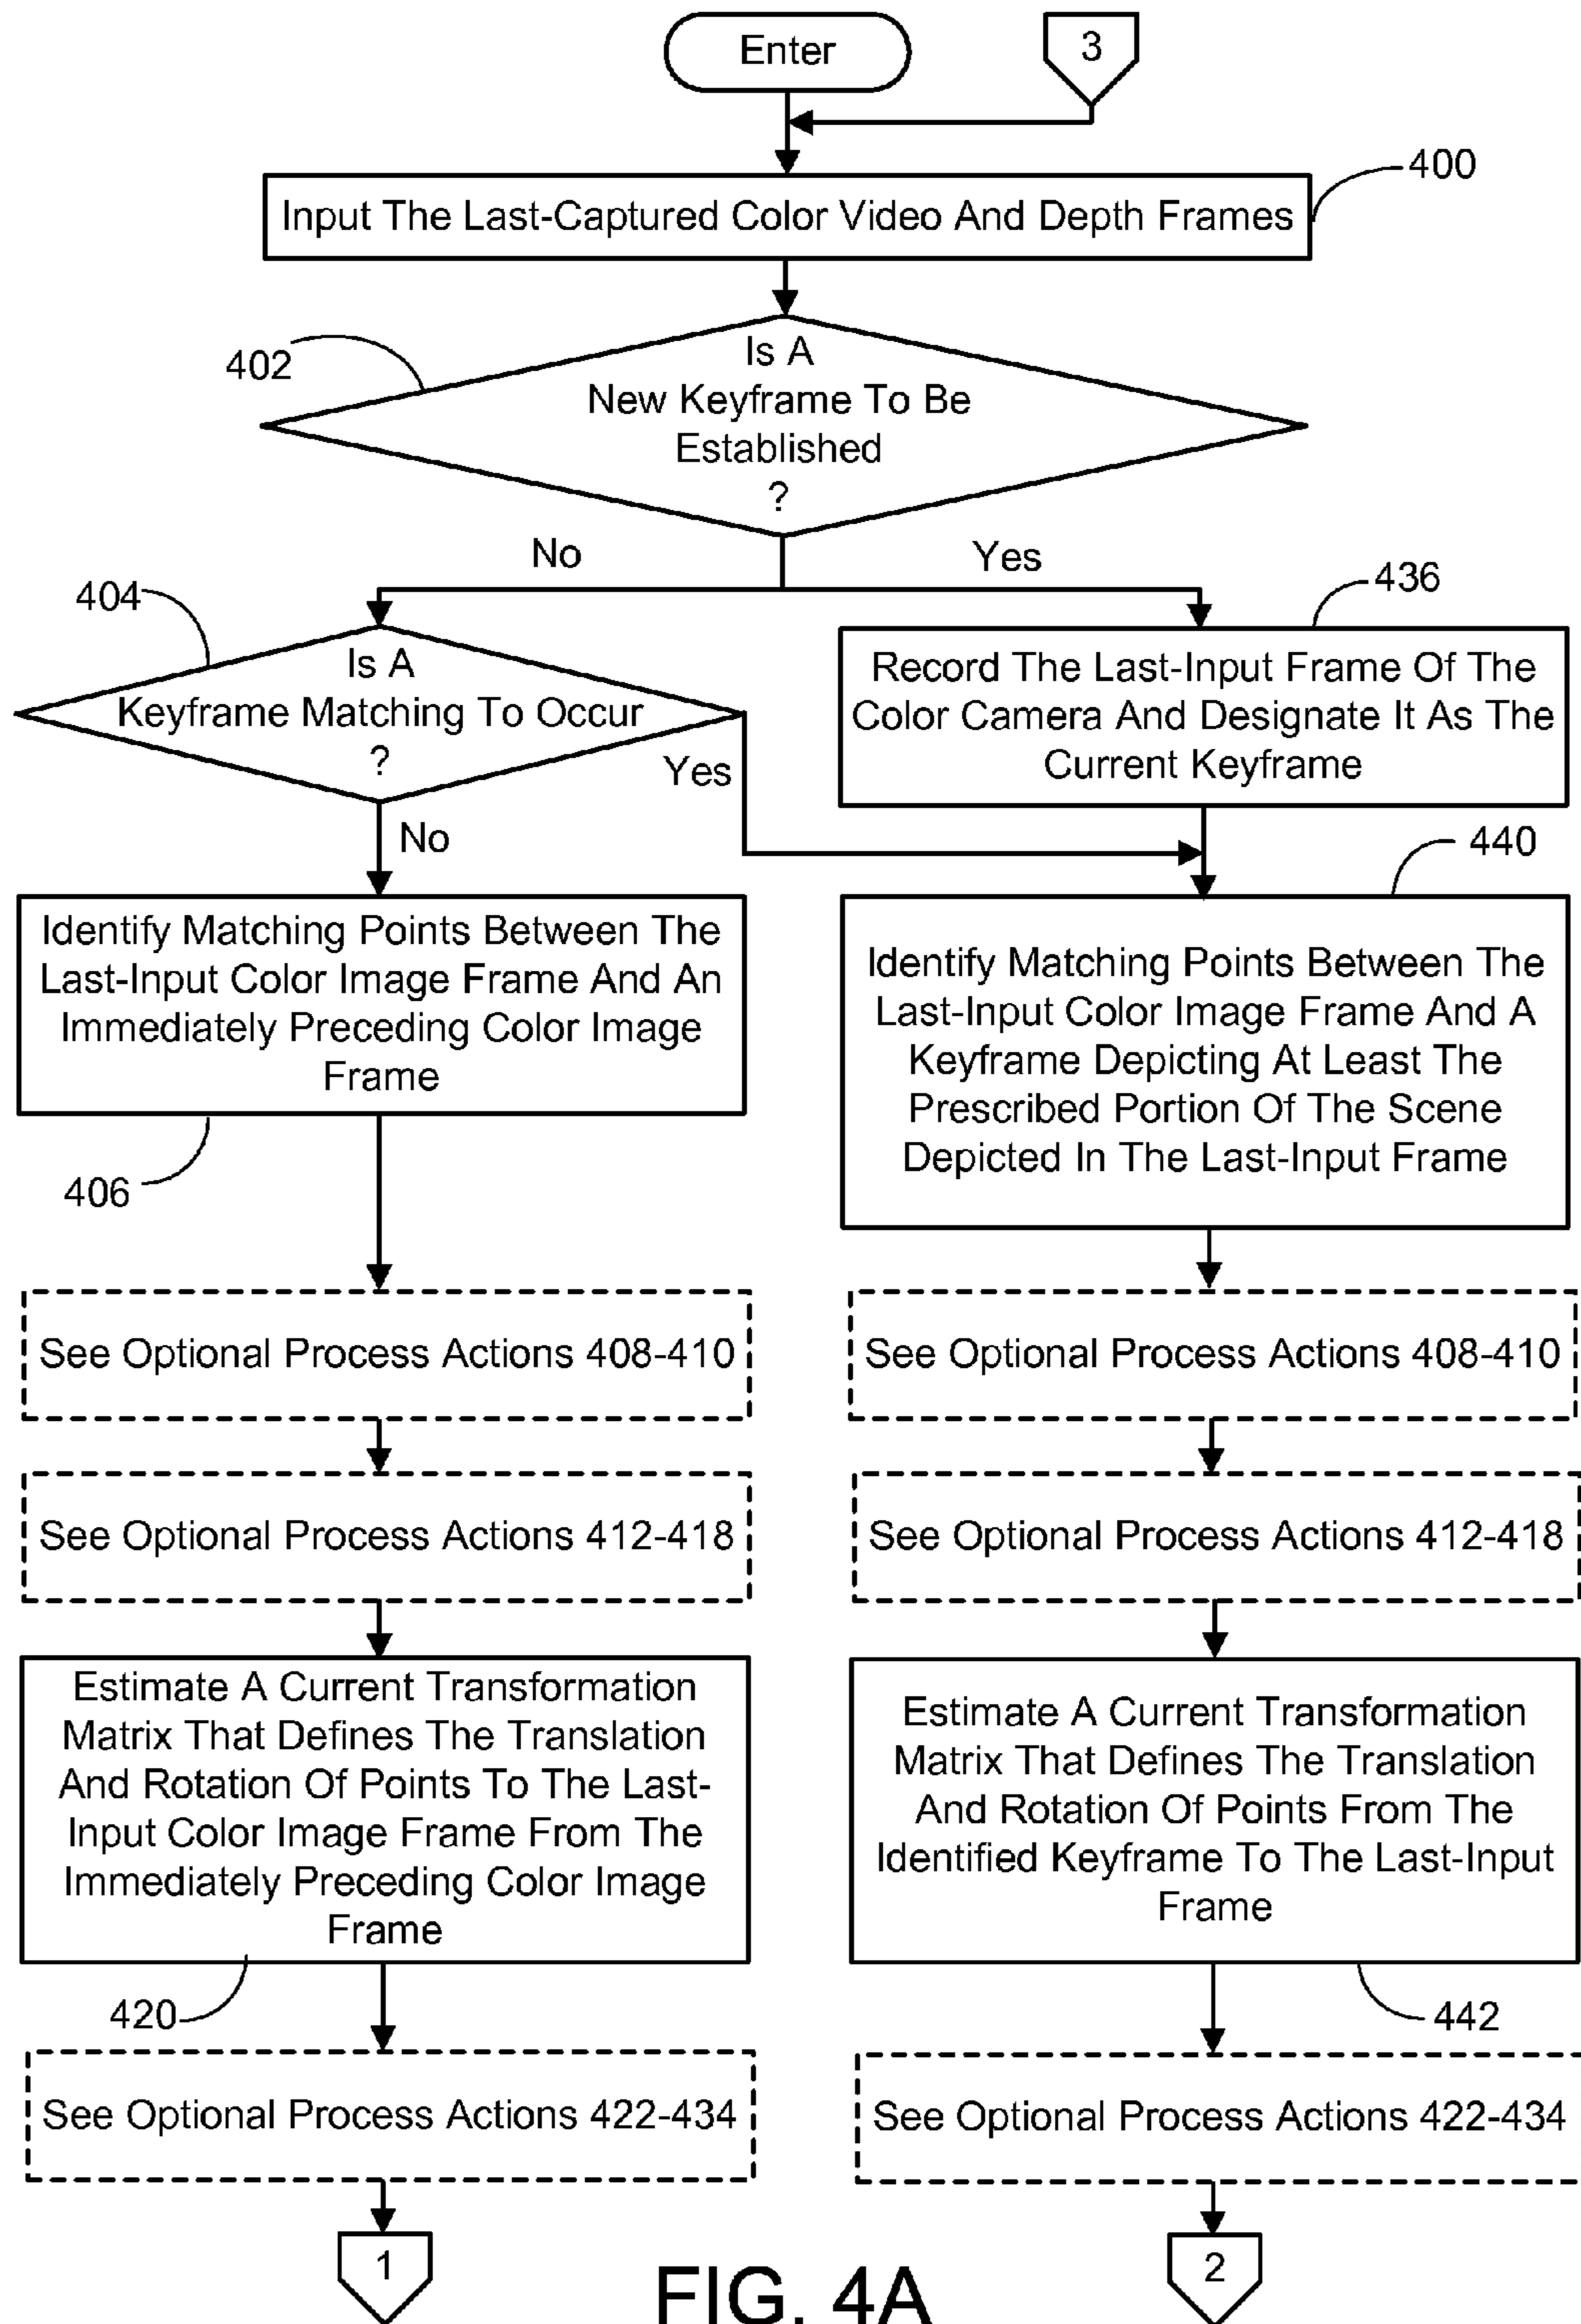 Enter
3
400
Input The Last-Captured Color Video And Depth Frames
402
Is A
New Keyframe To Be
Established
?
No
Yes
404
436
Is A
Keyframe Matching To Occur
?
Yes
No
Record The Last-Input Frame Of The
Color Camera And Designate It As The
Current Keyframe
440
Identify Matching Points Between The
Last-Input Color Image Frame And An
Immediately Preceding Color Image
Frame
406
Identify Matching Points Between The
Last-Input Color Image Frame And A
Keyframe Depicting At Least The
Prescribed Portion Of The Scene
Depicted In The Last-Input Frame
See Optional Process Actions 408-410
See Optional Process Actions 408-410
See Optional Process Actions 412-418
See Optional Process Actions 412-418
Estimate A Current Transformation
Matrix That Defines The Translation
And Rotation Of Points To The Last-
Input Color Image Frame From The
Immediately Preceding Color Image
Frame
420
Estimate A Current Transformation
Matrix That Defines The Translation
And Rotation Of Points From The
Identified Keyframe To The Last-Input
Frame
442
See Optional Process Actions 422-434
See Optional Process Actions 422-434
1
2
FIG. 4A